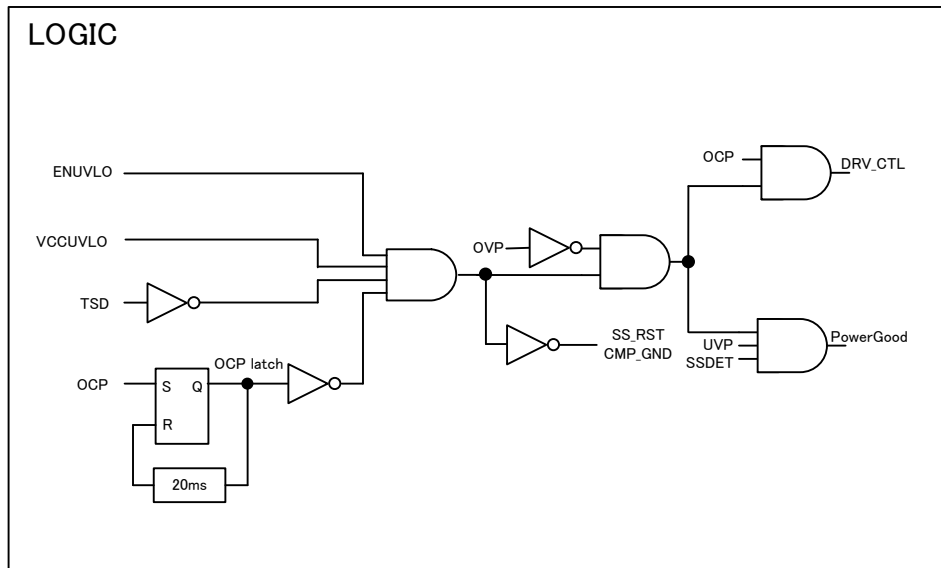 LOGIC
ENUVLO
VCCUVLO
TSD
OCP
S Q
R
OCP latch
20ms
OVP
SS_RST
CMP_GND
OCP
DRV_CTL
UVP
SSDET
PowerGood